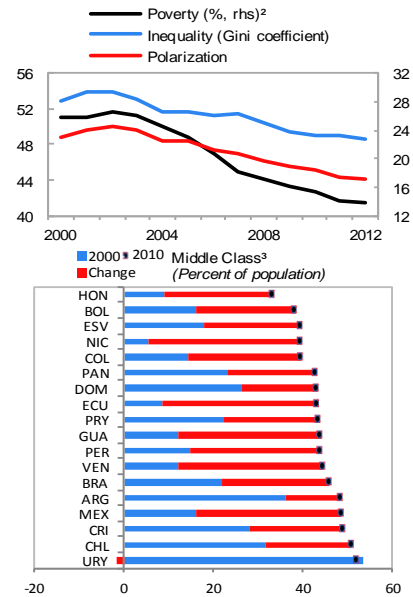 Poverty (%, rhs)²
Inequality (Gini coefficient)
Polarization
56 32
52 28
24
48
20
44
16
40 12
2000 2004 2008 2012
2000 2010 Middle Class³
Change (Percent of population)
HON
BOL
ESV
NIC
COL
PAN
DOM
ECU
PRY
GUA
PER
VEN
BRA
ARG
MEX
CRI
CHL
URY
-20 0 20 40 60